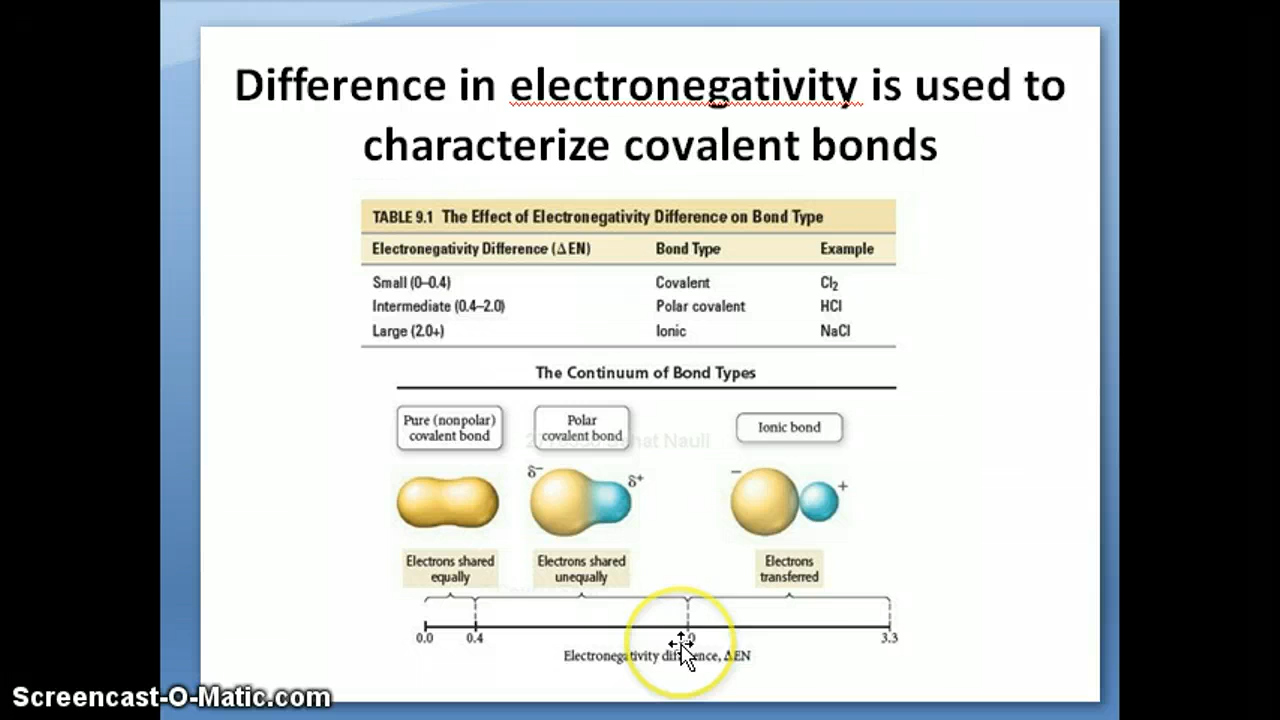 Difference in electronegativity is used to
characterize covalent bonds
TABLE 9.1 The Effect of Electronegativity Difference on Bond Type
Electronegativity Difference (ΔEN) Bond Type Example
Small (0–0.4) Covalent Cl₂
Intermediate (0.4–2.0) Polar covalent HCl
Large (2.0+) Ionic NaCl
The Continuum of Bond Types
Pure (nonpolar)
covalent bond
Polar
covalent bond
Ionic bond
δ⁻
δ⁺
−
+
Electrons shared
equally
Electrons shared
unequally
Electrons
transferred
0.0 0.4 3.3
Electronegativity difference, ΔEN
Screencast-O-Matic.com